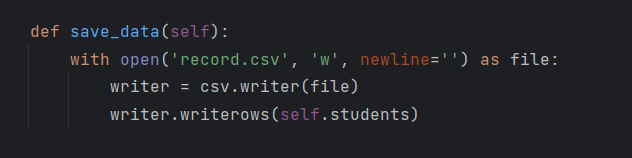 def save_data(self):
    with open('record.csv', 'w', newline='') as file:
        writer = csv.writer(file)
        writer.writerows(self.students)